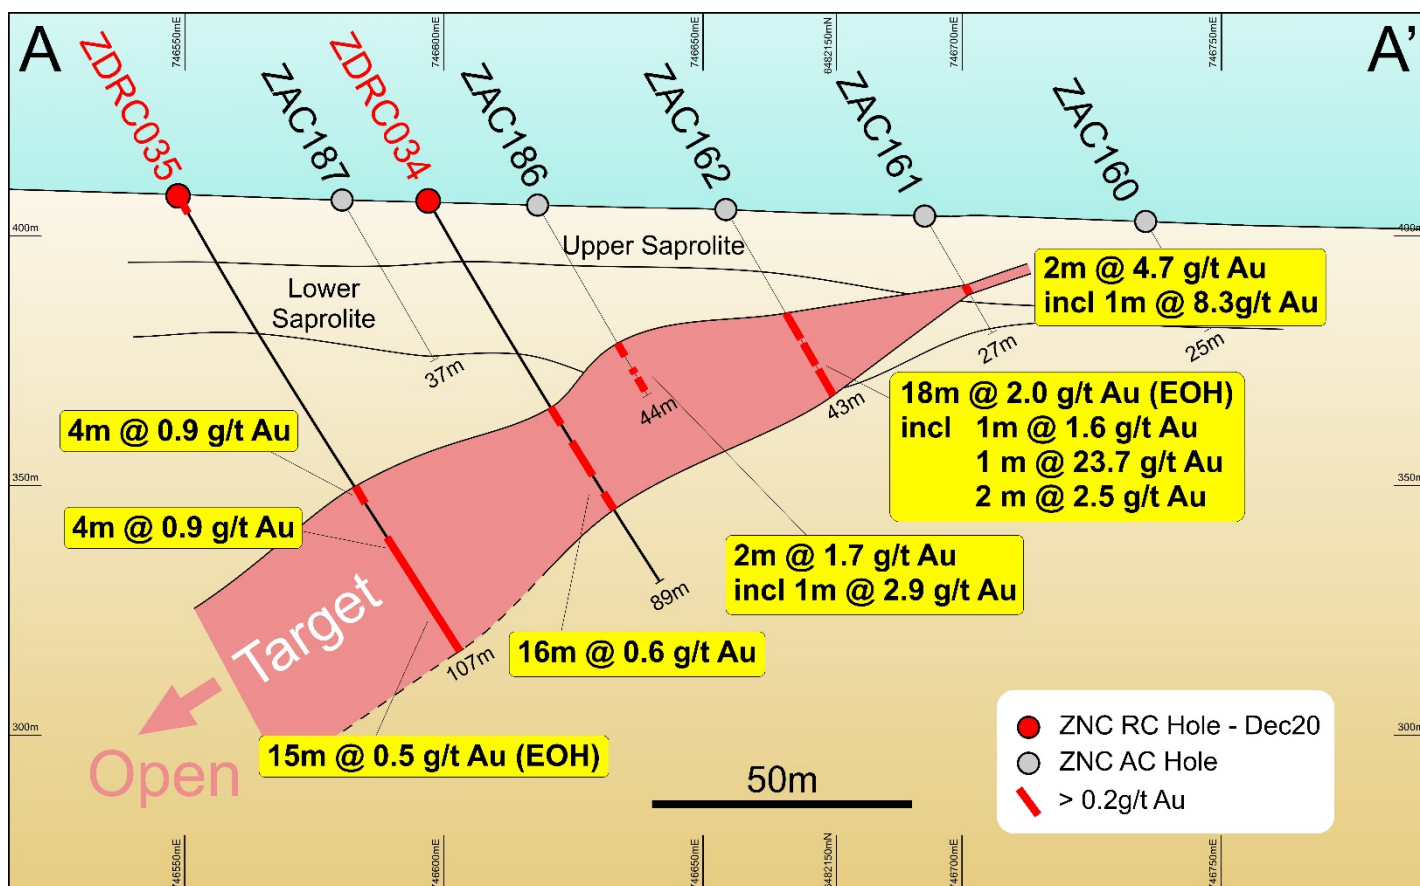 A
A'
746550mE
746600mE
746650mE
6482150mN
746700mE
746750mE
ZDRC035
ZAC187
ZDRC034
ZAC186
ZAC162
ZAC161
ZAC160
400m
400m
Upper Saprolite
Lower
Saprolite
2m @ 4.7 g/t Au
incl 1m @ 8.3g/t Au
37m
44m
43m
27m
25m
18m @ 2.0 g/t Au (EOH)
incl 1m @ 1.6 g/t Au
1 m @ 23.7 g/t Au
2 m @ 2.5 g/t Au
4m @ 0.9 g/t Au
350m
350m
4m @ 0.9 g/t Au
2m @ 1.7 g/t Au
incl 1m @ 2.9 g/t Au
89m
107m
16m @ 0.6 g/t Au
Target
Open
15m @ 0.5 g/t Au (EOH)
300m
300m
50m
ZNC RC Hole - Dec20
ZNC AC Hole
> 0.2g/t Au
746550mE
746600mE
746650mE
6482150mN
746700mE
746750mE